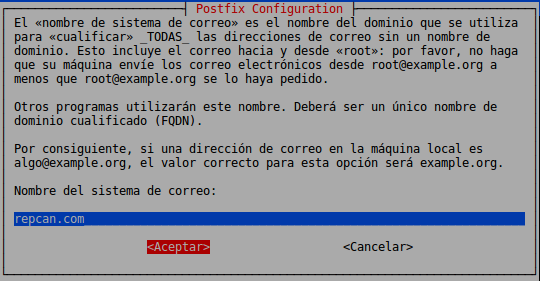 Postfix Configuration
El «nombre de sistema de correo» es el nombre del dominio que se utiliza
para «cualificar» _TODAS_ las direcciones de correo sin un nombre de
dominio. Esto incluye el correo hacia y desde «root»: por favor, no haga
que su máquina envíe los correo electrónicos desde root@example.org a
menos que root@example.org se lo haya pedido.
Otros programas utilizarán este nombre. Deberá ser un único nombre de
dominio cualificado (FQDN).
Por consiguiente, si una dirección de correo en la máquina local es
algo@example.org, el valor correcto para esta opción será example.org.
Nombre del sistema de correo:
repcan.com
<Aceptar> <Cancelar>